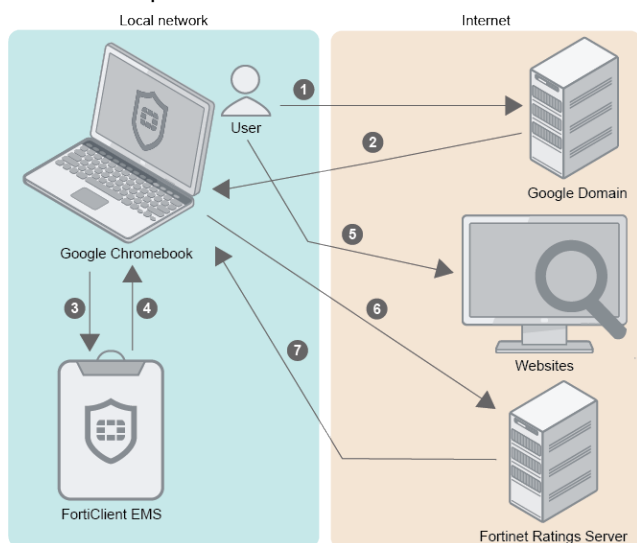 Local network
Internet
1
User
2
Google Domain
5
Google Chromebook
3
4
6
7
Websites
FortiClient EMS
Fortinet Ratings Server